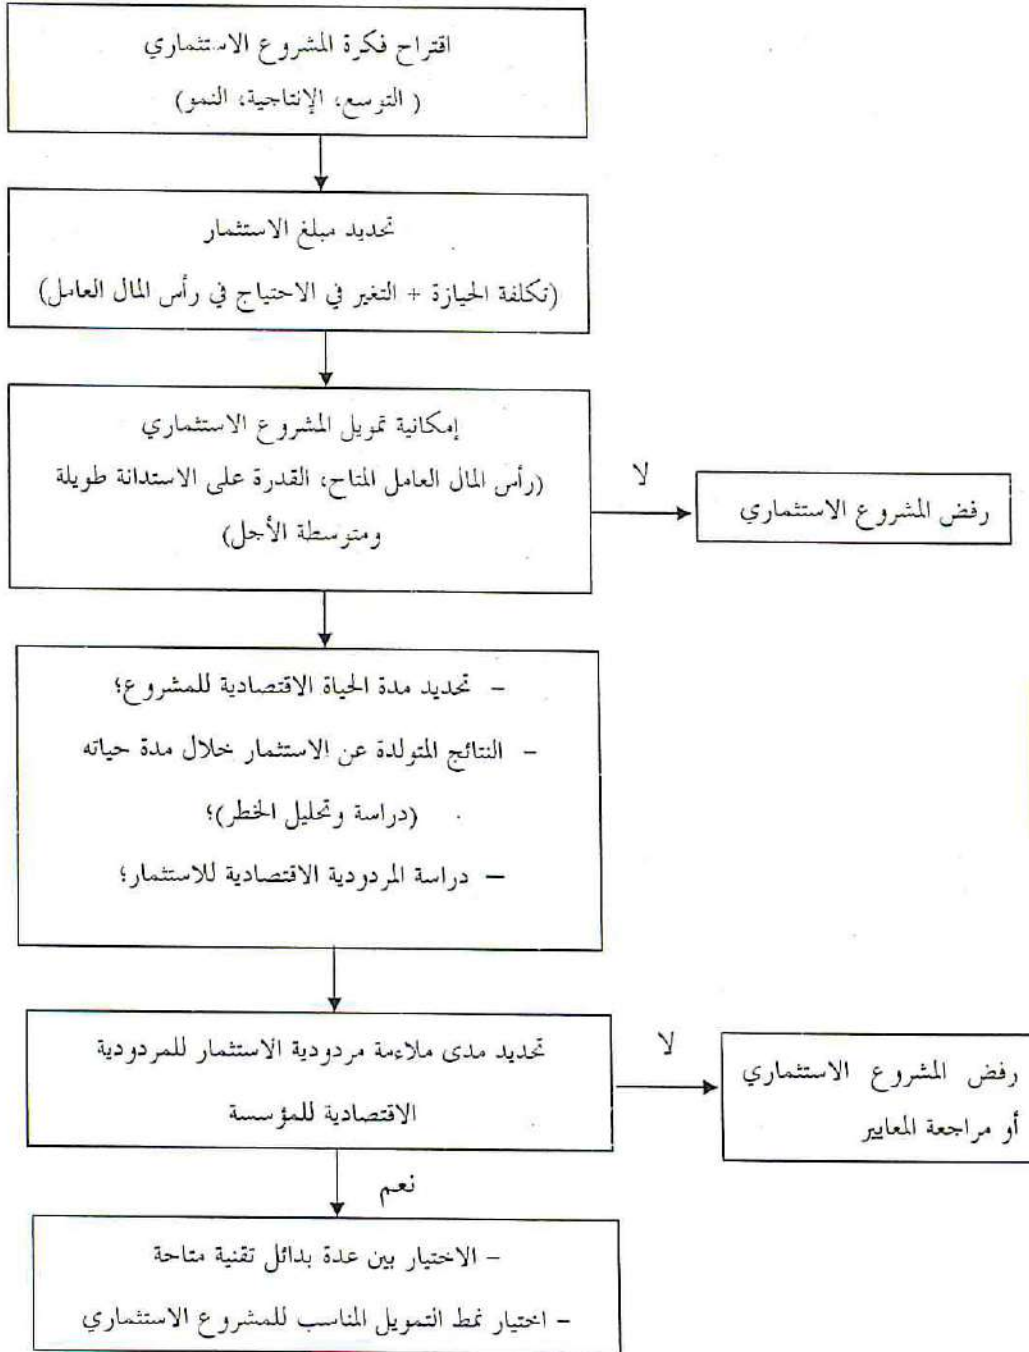 اقتراح فكرة المشروع الاستثماري
( التوسع، الإنتاجية، النمو)
تحديد مبلغ الاستثمار
(تكلفة الحيازة + التغير في الاحتياج في رأس المال العامل)
إمكانية تمويل المشروع الاستثماري
(رأس المال العامل المتاح، القدرة على الاستدانة طويلة
ومتوسطة الأجل)
لا
رفض المشروع الاستثماري
- تحديد مدة الحياة الاقتصادية للمشروع؛
- النتائج المتولدة عن الاستثمار خلال مدة حياته
(دراسة وتحليل الخطر)؛
- دراسة المردودية الاقتصادية للاستثمار؛
تحديد مدى ملاءمة مردودية الاستثمار للمردودية
الاقتصادية للمؤسسة
لا
رفض المشروع الاستثماري
أو مراجعة المعايير
نعم
- الاختيار بين عدة بدائل تقنية متاحة
- اختيار نمط التمويل المناسب للمشروع الاستثماري